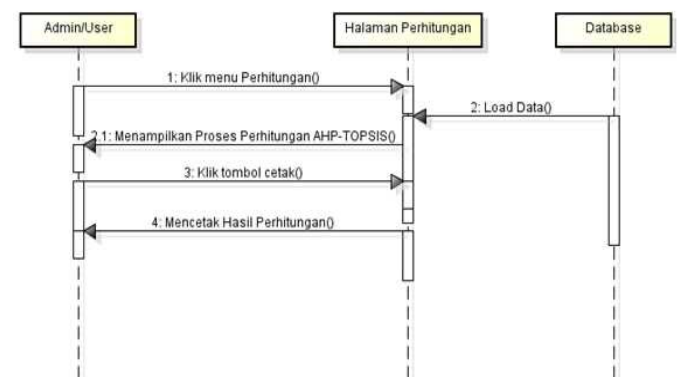 Admin/User
Halaman Perhitungan
Database
1: Klik menu Perhitungan()
2: Load Data()
2.1: Menampilkan Proses Perhitungan AHP-TOPSIS()
3: Klik tombol cetak()
4: Mencetak Hasil Perhitungan()